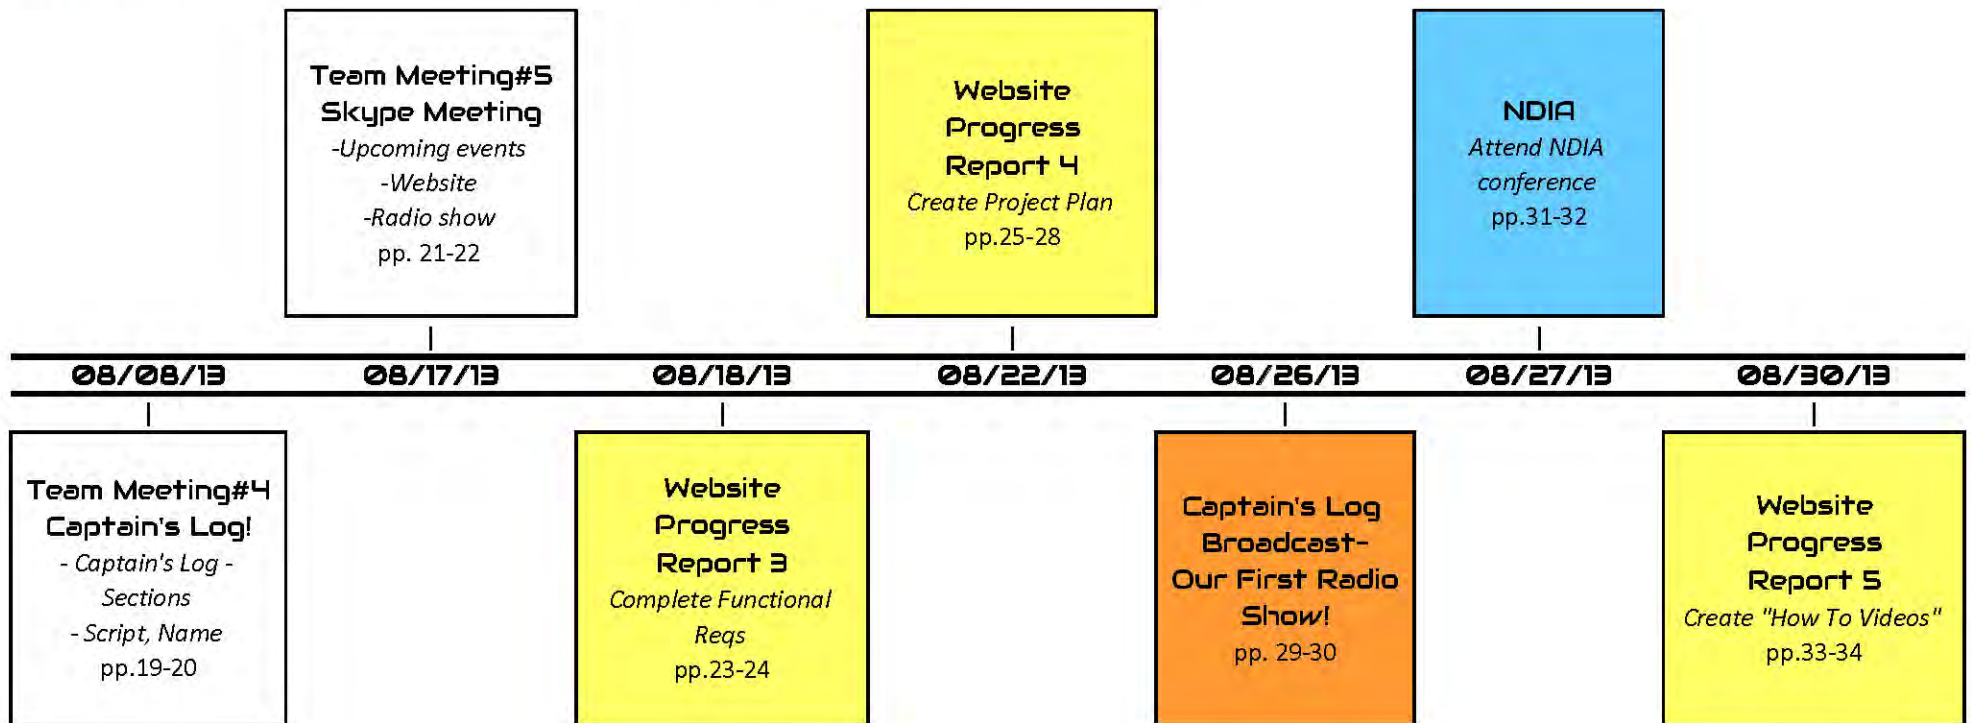 Team Meeting#5
Skype Meeting
-Upcoming events
-Website
-Radio show
pp. 21-22
Website
Progress
Report 4
Create Project Plan
pp.25-28
NDIA
Attend NDIA
conference
pp.31-32
08/08/13 08/17/13 08/18/13 08/22/13 08/26/13 08/27/13 08/30/13
Team Meeting#4
Captain's Log!
- Captain's Log -
Sections
- Script, Name
pp.19-20
Website
Progress
Report 3
Complete Functional
Reqs
pp.23-24
Captain's Log
Broadcast-
Our First Radio
Show!
pp. 29-30
Website
Progress
Report 5
Create "How To Videos"
pp.33-34